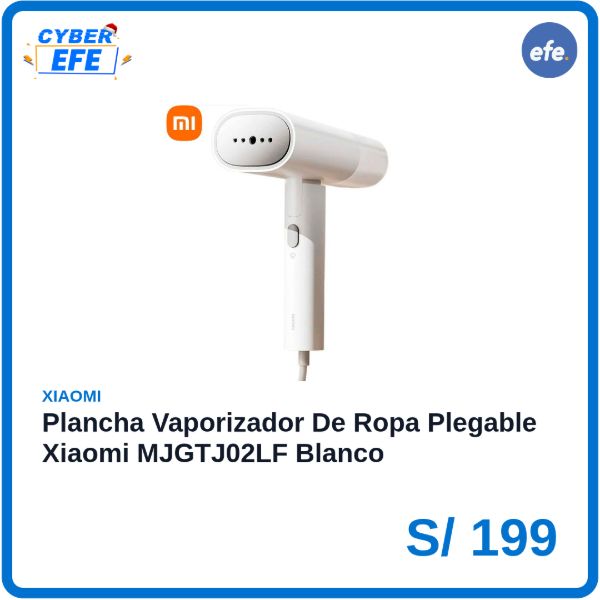 CYBER
EFE
efe.
mi
XIAOMI
Plancha Vaporizador De Ropa Plegable
Xiaomi MJGTJ02LF Blanco
S/ 199